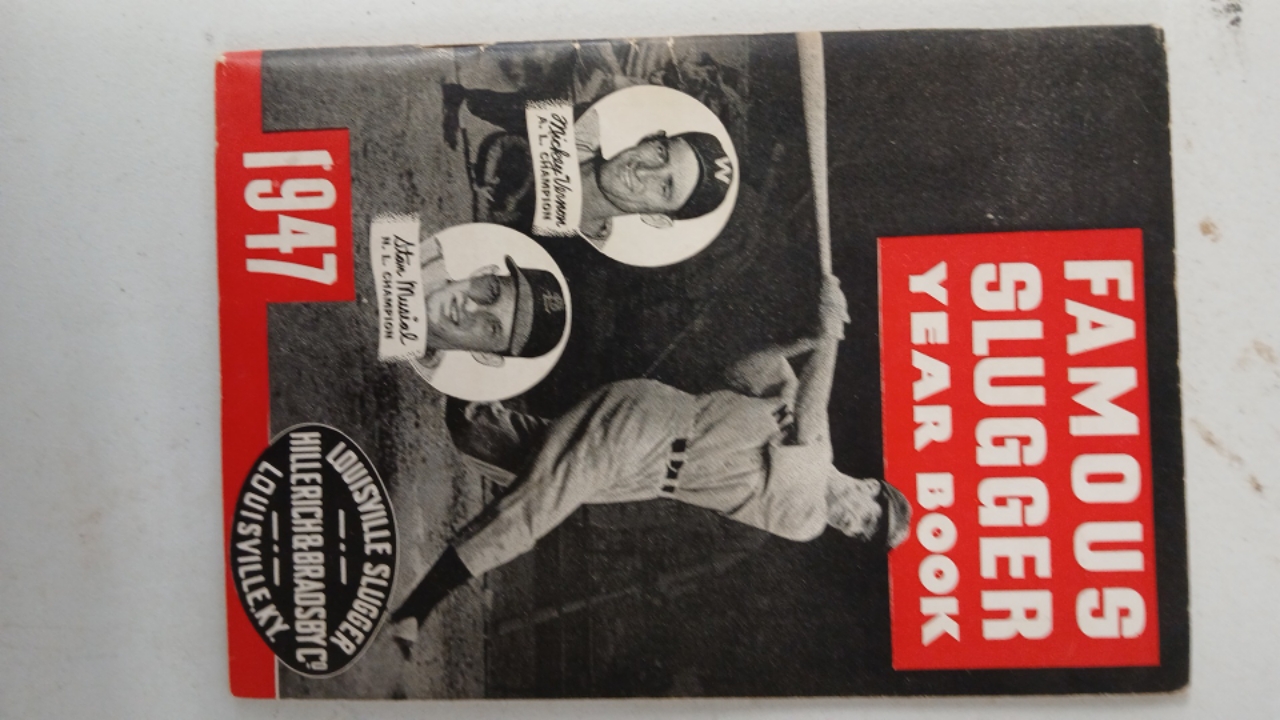 FAMOUS
SLUGGER
YEAR BOOK
W
Mickey Vernon
A. L. CHAMPION
Stan Musial
N. L. CHAMPION
1947
LOUISVILLE SLUGGER
HILLERICH & BRADSBY Cº
LOUISVILLE.KY.